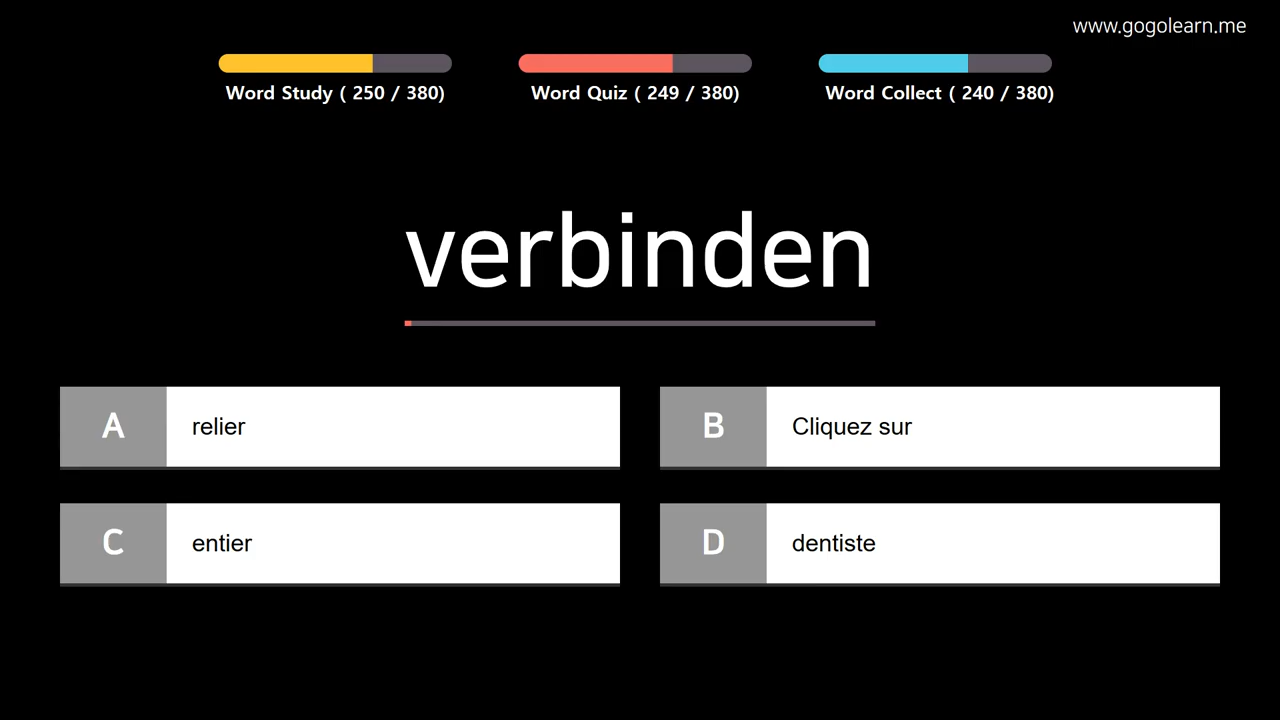 www.gogolearn.me
Word Study ( 250 / 380)
Word Quiz ( 249 / 380)
Word Collect ( 240 / 380)
verbinden
A relier
B Cliquez sur
C entier
D dentiste